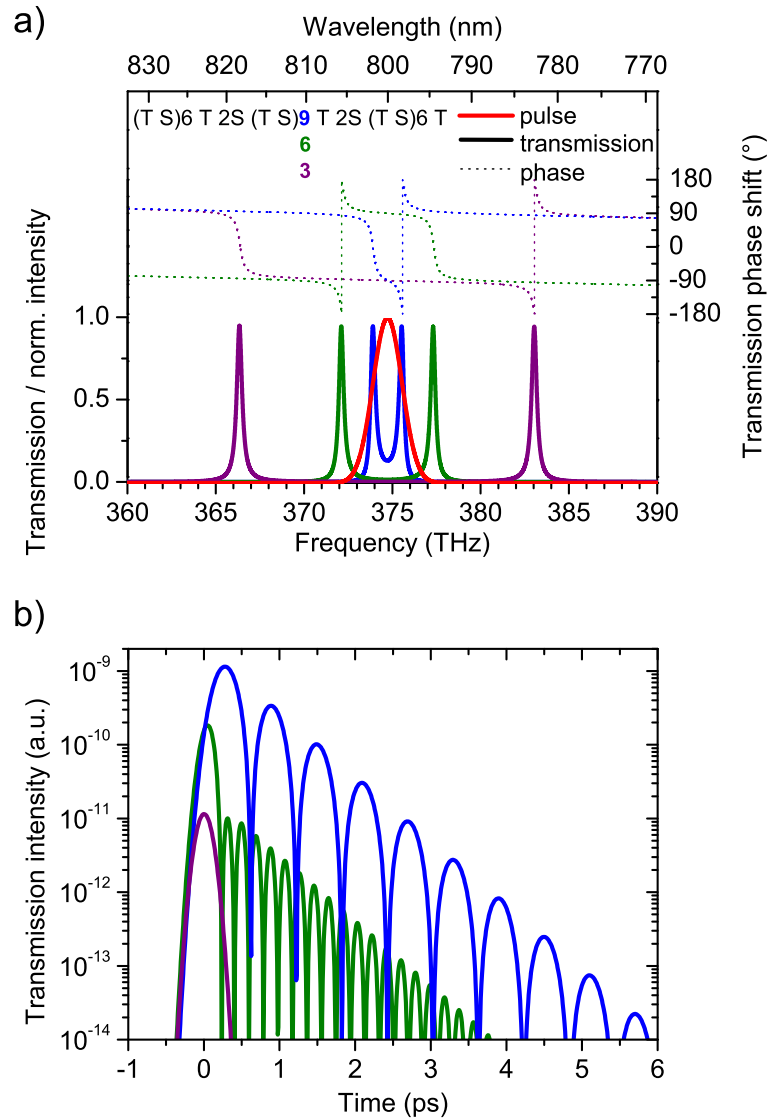 a)
Wavelength (nm)
830 820 810 800 790 780 770
(T S)6 T 2S (T S)9 T 2S (T S)6 T
6
3
pulse
transmission
phase
180
90
0
-90
-180
Transmission phase shift (°)
1.0
0.5
0.0
Transmission / norm. intensity
360 365 370 375 380 385 390
Frequency (THz)
b)
10-9
10-10
10-11
10-12
10-13
10-14
Transmission intensity (a.u.)
-1 0 1 2 3 4 5 6
Time (ps)